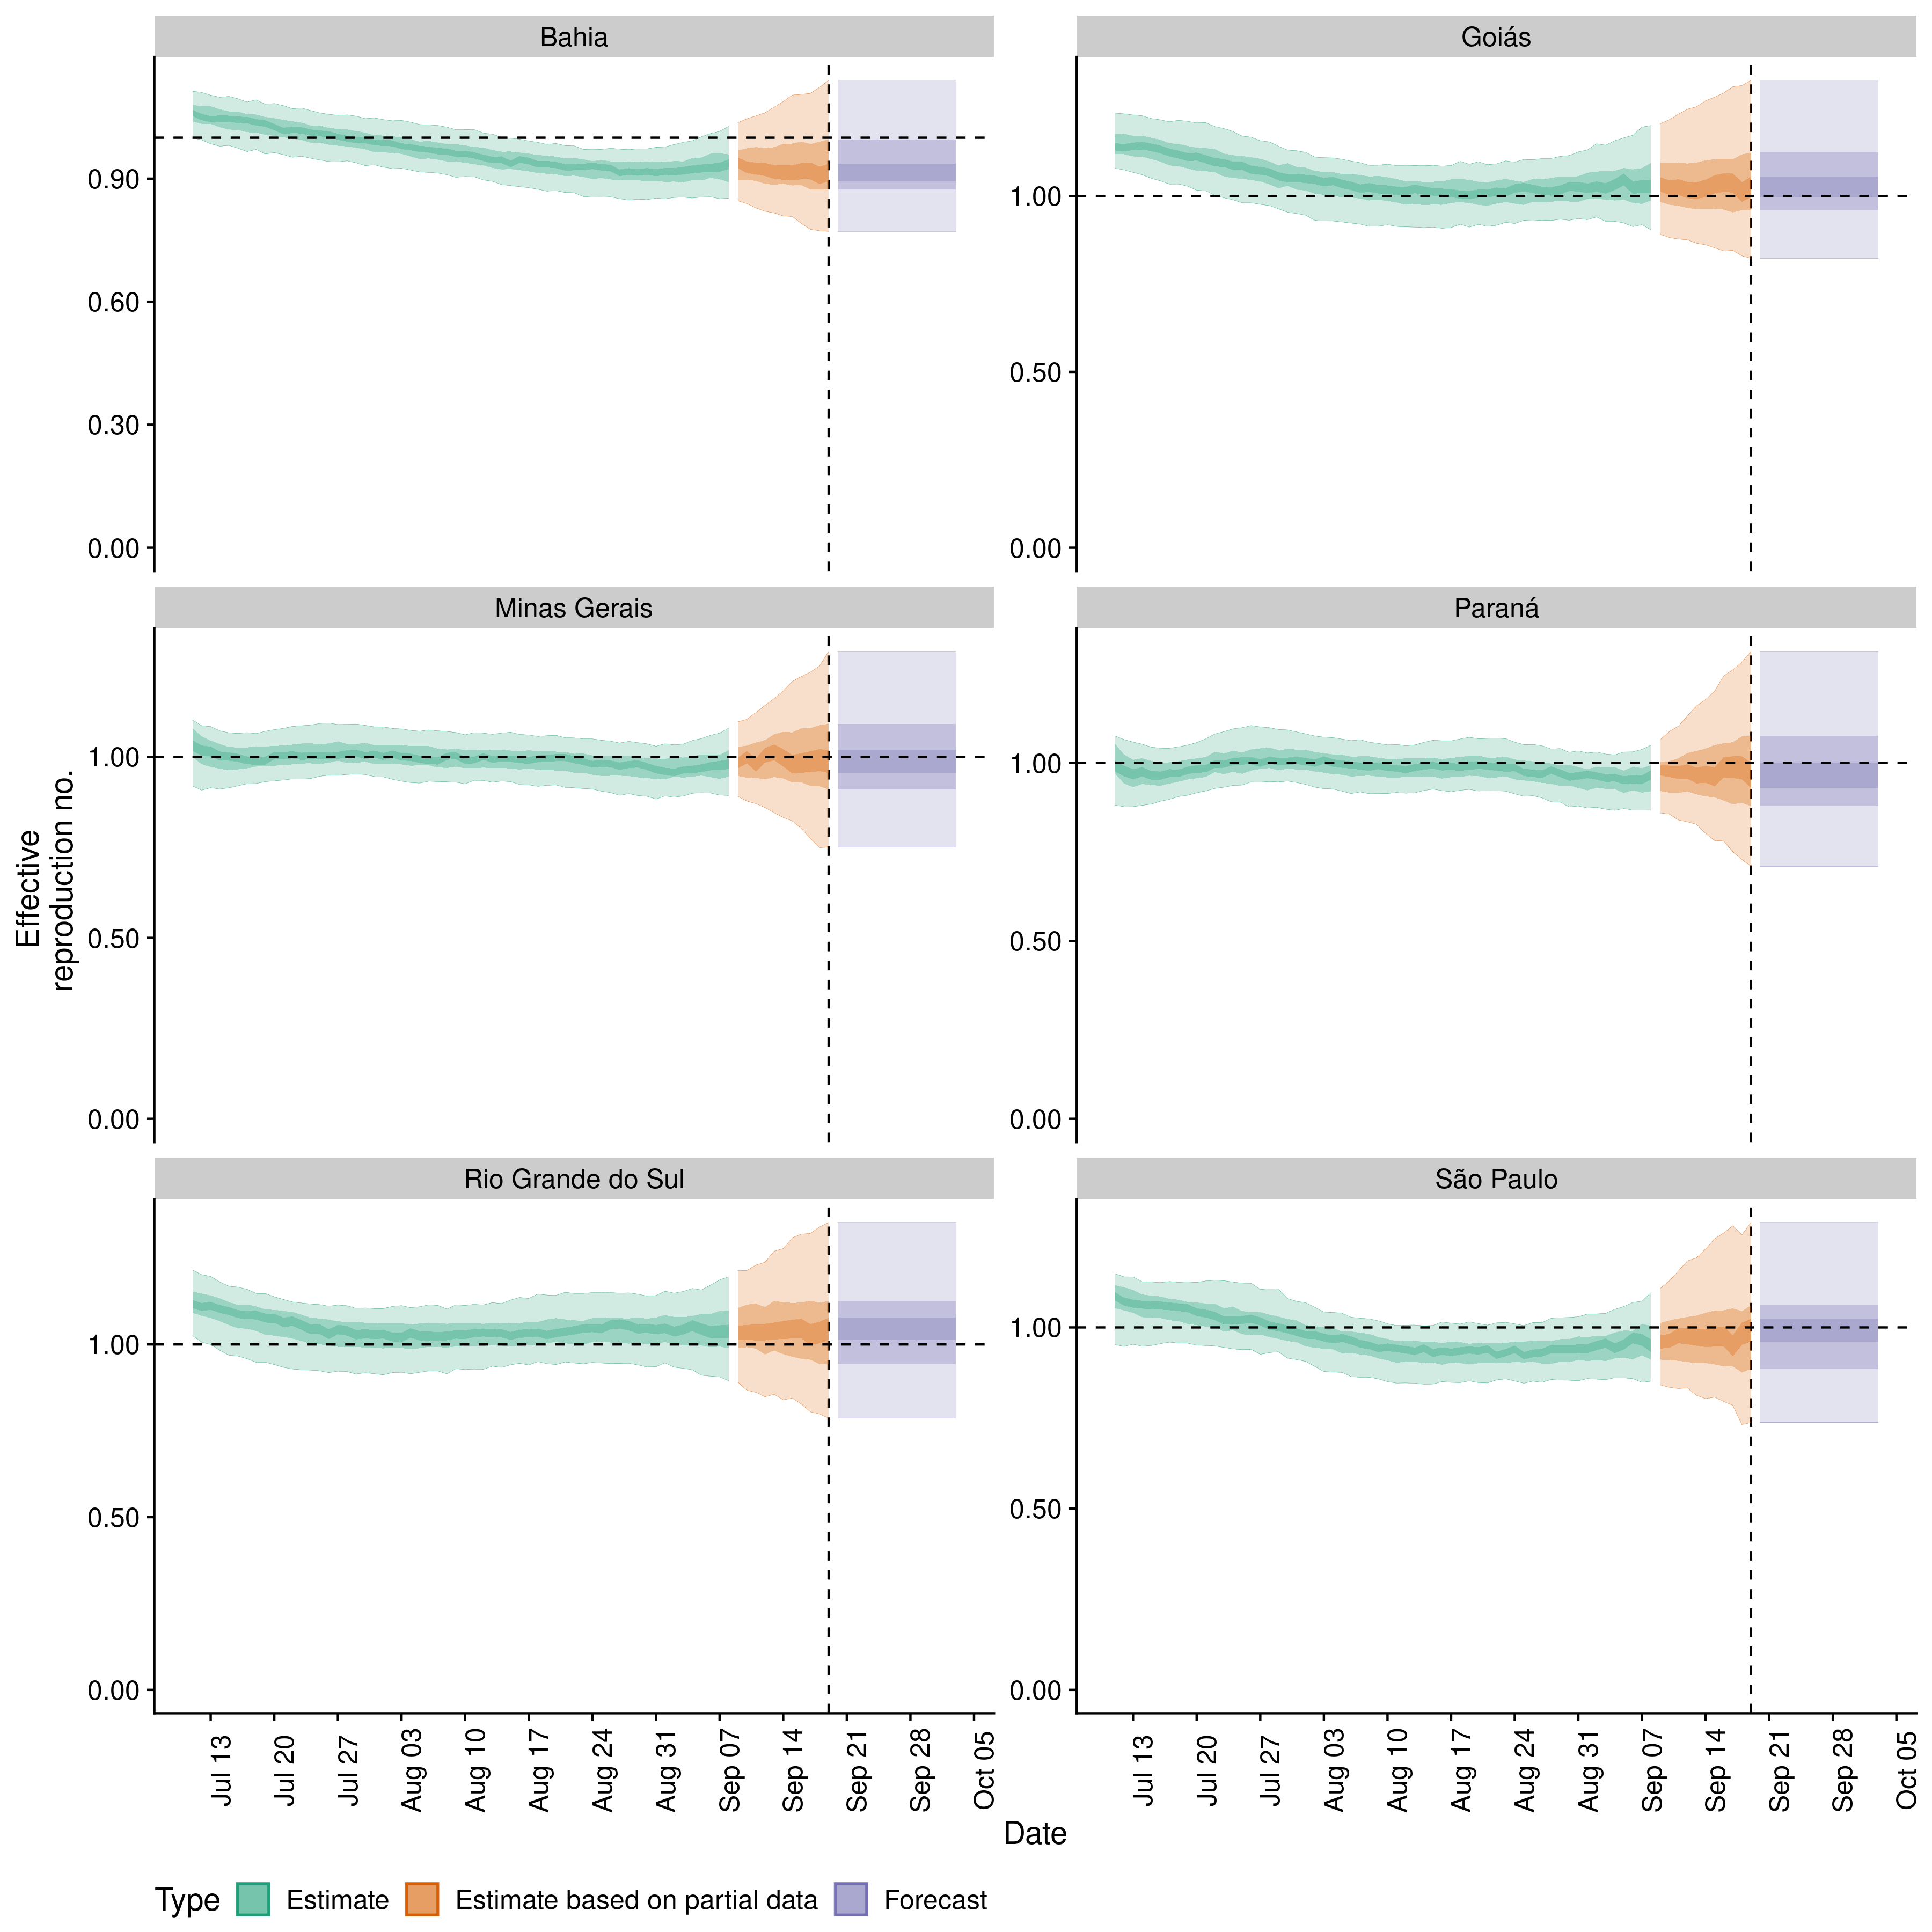 Bahia
Goiás
0.90
0.60
0.30
0.00
1.00
0.50
0.00
Minas Gerais
Paraná
1.00
0.50
0.00
1.00
0.50
0.00
Effective
reproduction no.
Rio Grande do Sul
São Paulo
1.00
0.50
0.00
1.00
0.50
0.00
Jul 13
Jul 20
Jul 27
Aug 03
Aug 10
Aug 17
Aug 24
Aug 31
Sep 07
Sep 14
Sep 21
Sep 28
Oct 05
Jul 13
Jul 20
Jul 27
Aug 03
Aug 10
Aug 17
Aug 24
Aug 31
Sep 07
Sep 14
Sep 21
Sep 28
Oct 05
Date
Type Estimate Estimate based on partial data Forecast